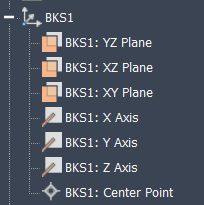 BKS1
BKS1: YZ Plane
BKS1: XZ Plane
BKS1: XY Plane
BKS1: X Axis
BKS1: Y Axis
BKS1: Z Axis
BKS1: Center Point